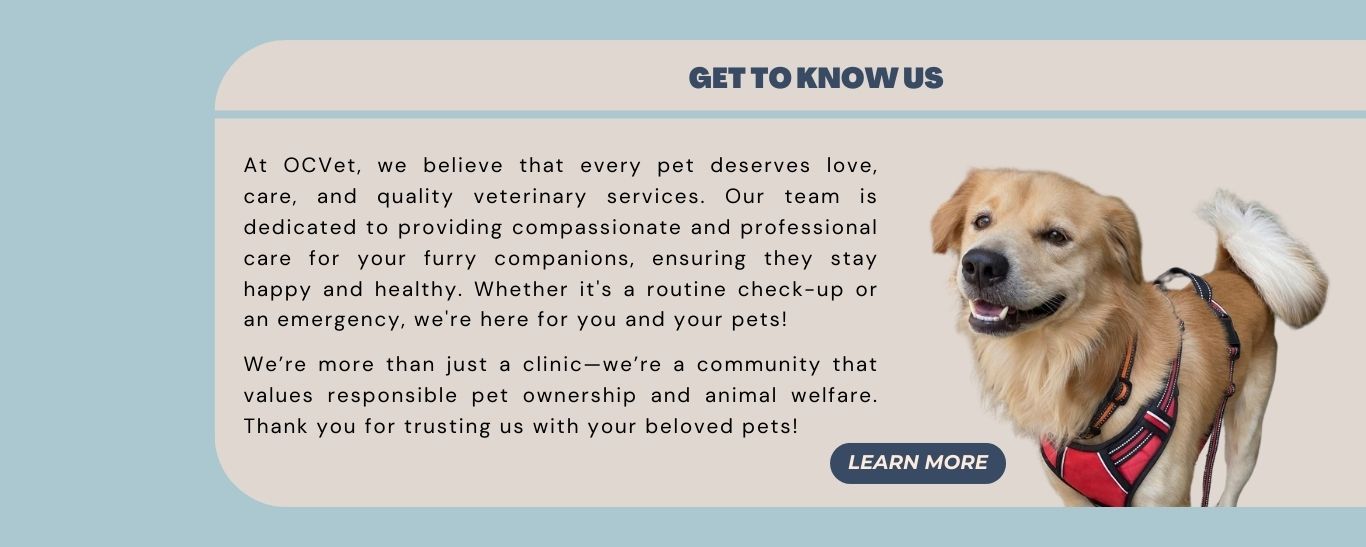 GET TO KNOW US
At OCVet, we believe that every pet deserves love,
care, and quality veterinary services. Our team is
dedicated to providing compassionate and professional
care for your furry companions, ensuring they stay
happy and healthy. Whether it's a routine check-up or
an emergency, we're here for you and your pets!
We’re more than just a clinic—we’re a community that
values responsible pet ownership and animal welfare.
Thank you for trusting us with your beloved pets!
LEARN MORE